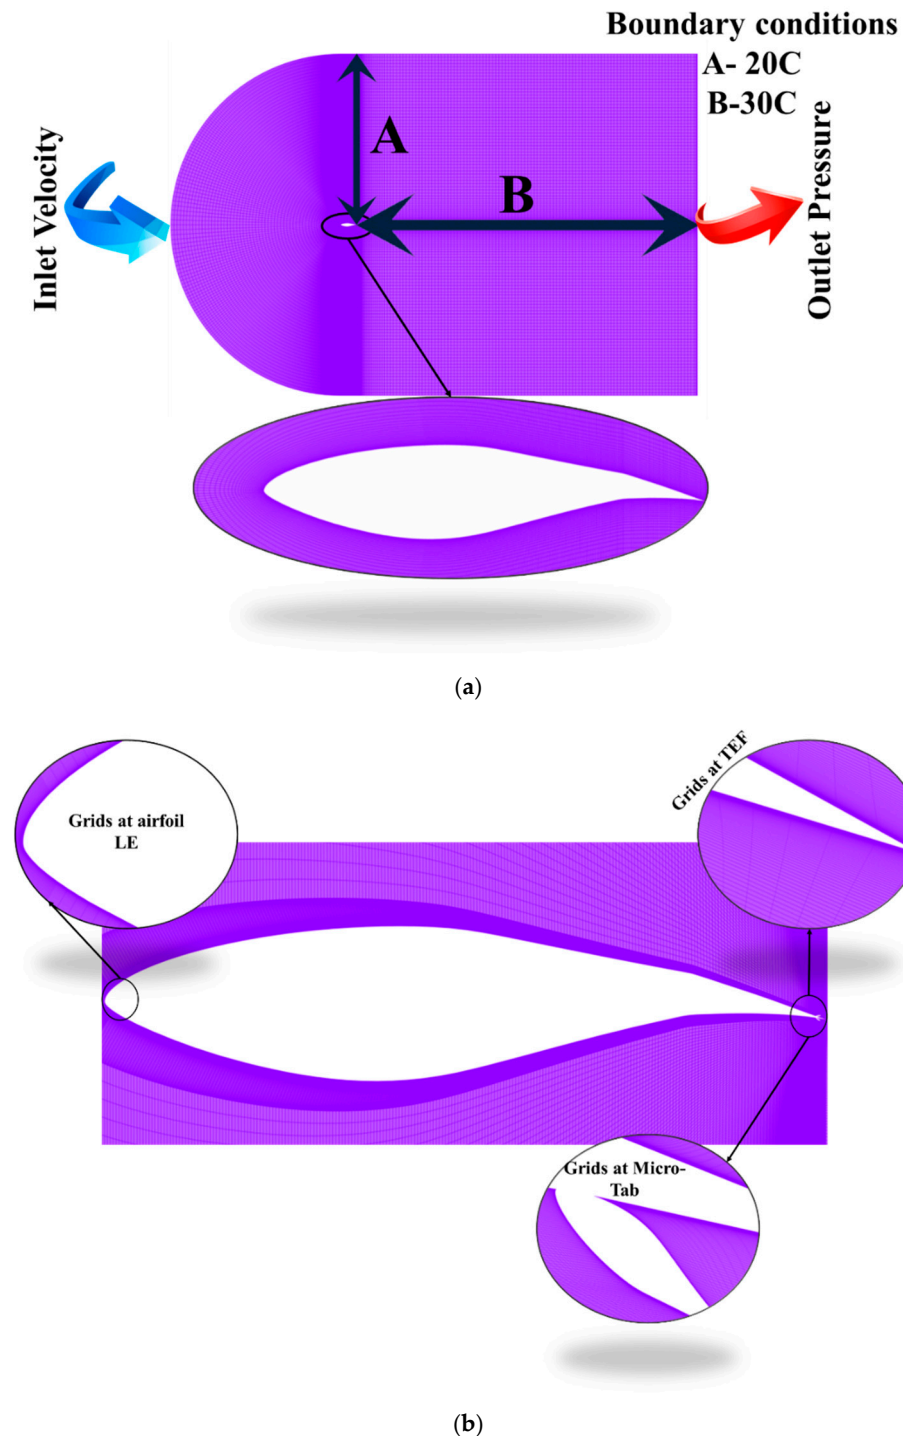 Boundary conditions
A- 20C
B-30C
Inlet Velocity
A
B
Outlet Pressure
(a)
Grids at airfoil
LE
Grids at TEF
Grids at Micro-
Tab
(b)